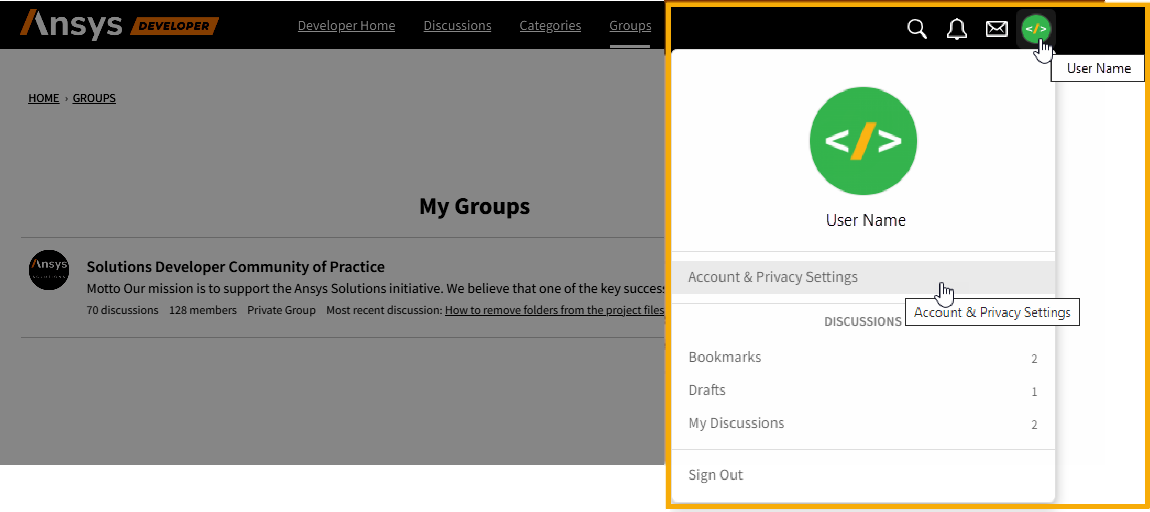 Ansys DEVELOPER
Developer Home Discussions Categories Groups
User Name
HOME › GROUPS
</>
User Name
My Groups
Ansys
SOLUTIONS
Solutions Developer Community of Practice
Motto Our mission is to support the Ansys Solutions initiative. We believe that one of the key success
70 discussions 128 members Private Group Most recent discussion: How to remove folders from the project files
Account & Privacy Settings
Account & Privacy Settings
DISCUSSIONS
Bookmarks 2
Drafts 1
My Discussions 2
Sign Out